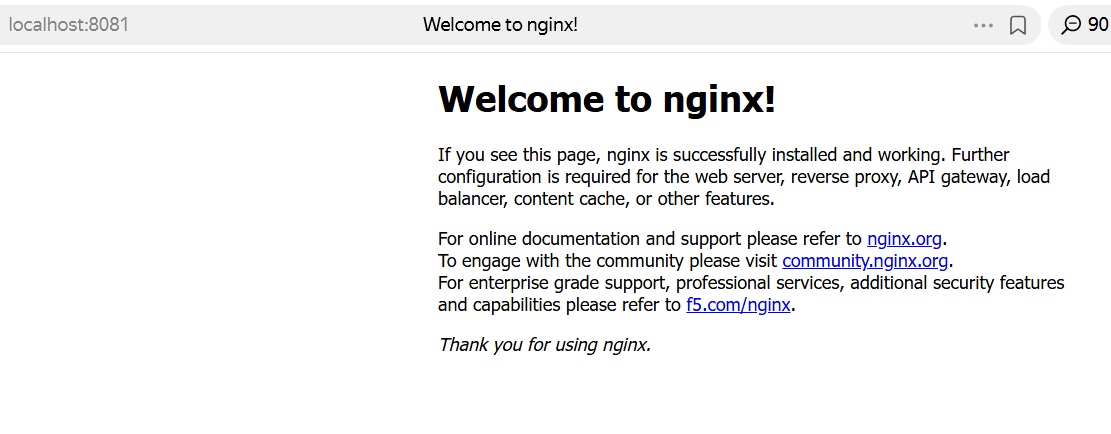 localhost:8081 Welcome to nginx! ... 90
Welcome to nginx!
If you see this page, nginx is successfully installed and working. Further
configuration is required for the web server, reverse proxy, API gateway, load
balancer, content cache, or other features.
For online documentation and support please refer to nginx.org.
To engage with the community please visit community.nginx.org.
For enterprise grade support, professional services, additional security features
and capabilities please refer to f5.com/nginx.
Thank you for using nginx.